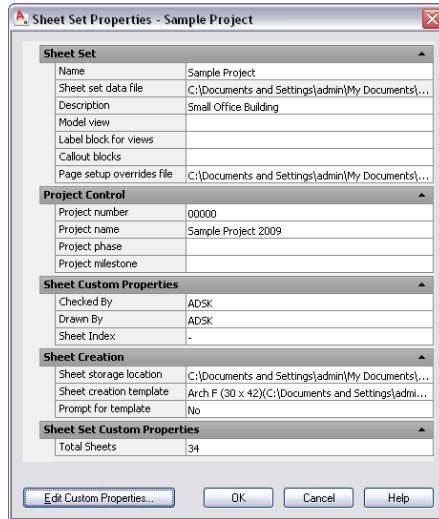 Sheet Set Properties - Sample Project
Sheet Set
Name Sample Project
Sheet set data file C:\Documents and Settings\admin\My Documents\...
Description Small Office Building
Model view
Label block for views
Callout blocks
Page setup overrides file C:\Documents and Settings\admin\My Documents\...
Project Control
Project number 00000
Project name Sample Project 2009
Project phase
Project milestone
Sheet Custom Properties
Checked By ADSK
Drawn By ADSK
Sheet Index -
Sheet Creation
Sheet storage location C:\Documents and Settings\admin\My Documents\...
Sheet creation template Arch F (30 x 42)(C:\Documents and Settings\admi...
Prompt for template No
Sheet Set Custom Properties
Total Sheets 34
Edit Custom Properties... OK Cancel Help